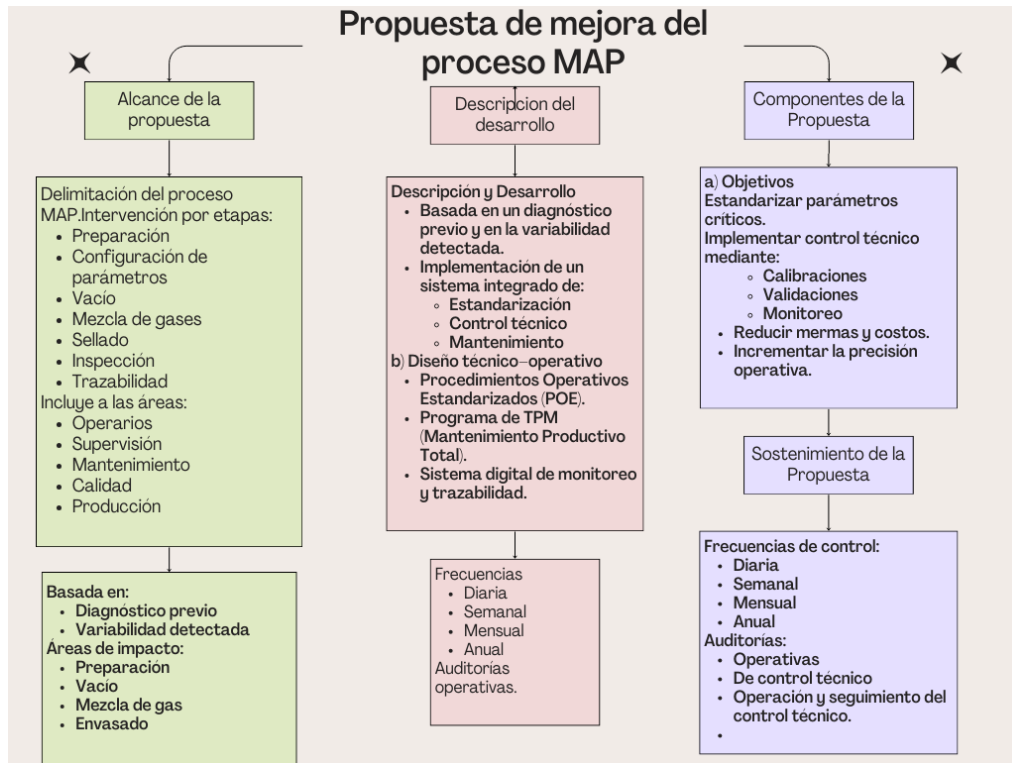 Propuesta de mejora del
proceso MAP
Alcance de la
propuesta
Delimitación del proceso
MAP.Intervención por etapas:
• Preparación
• Configuración de
parámetros
• Vacío
• Mezcla de gases
• Sellado
• Inspección
• Trazabilidad
Incluye a las áreas:
• Operarios
• Supervisión
• Mantenimiento
• Calidad
• Producción
Basada en:
• Diagnóstico previo
• Variabilidad detectada
Áreas de impacto:
• Preparación
• Vacío
• Mezcla de gas
• Envasado
Descripcion del
desarrollo
Descripción y Desarrollo
• Basada en un diagnóstico
previo y en la variabilidad
detectada.
• Implementación de un
sistema integrado de:
◦ Estandarización
◦ Control técnico
◦ Mantenimiento
b) Diseño técnico–operativo
• Procedimientos Operativos
Estandarizados (POE).
• Programa de TPM
(Mantenimiento Productivo
Total).
• Sistema digital de monitoreo
y trazabilidad.
Frecuencias
• Diaria
• Semanal
• Mensual
• Anual
Auditorías
operativas.
Componentes de la
Propuesta
a) Objetivos
Estandarizar parámetros
críticos.
Implementar control técnico
mediante:
◦ Calibraciones
◦ Validaciones
◦ Monitoreo
• Reducir mermas y costos.
• Incrementar la precisión
operativa.
Sostenimiento de la
Propuesta
Frecuencias de control:
• Diaria
• Semanal
• Mensual
• Anual
Auditorías:
• Operativas
• De control técnico
• Operación y seguimiento del
control técnico.
•